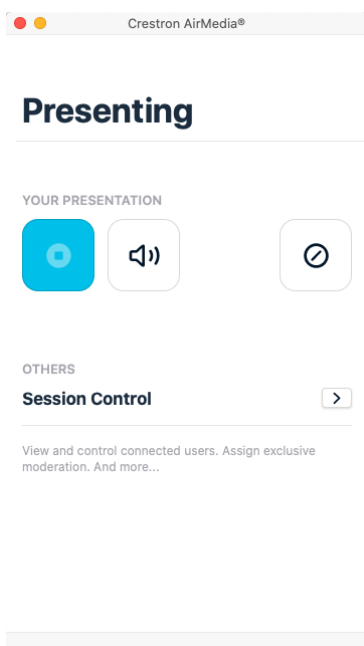 Crestron AirMedia®
Presenting
YOUR PRESENTATION
OTHERS
Session Control
View and control connected users. Assign exclusive
moderation. And more...